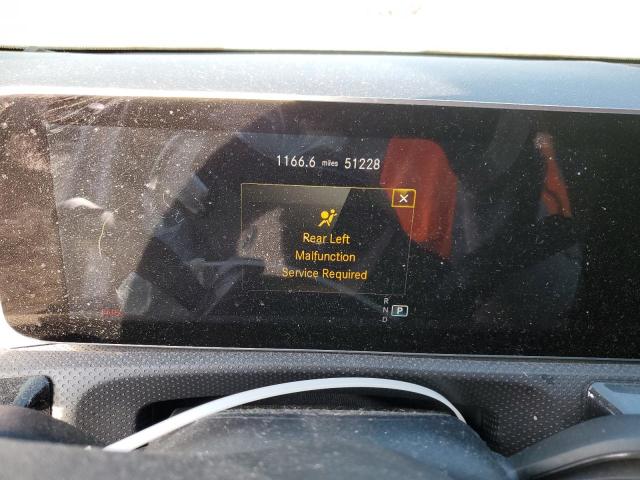 1166.6 miles 51228
X
Rear Left
Malfunction
Service Required
R
N P
D